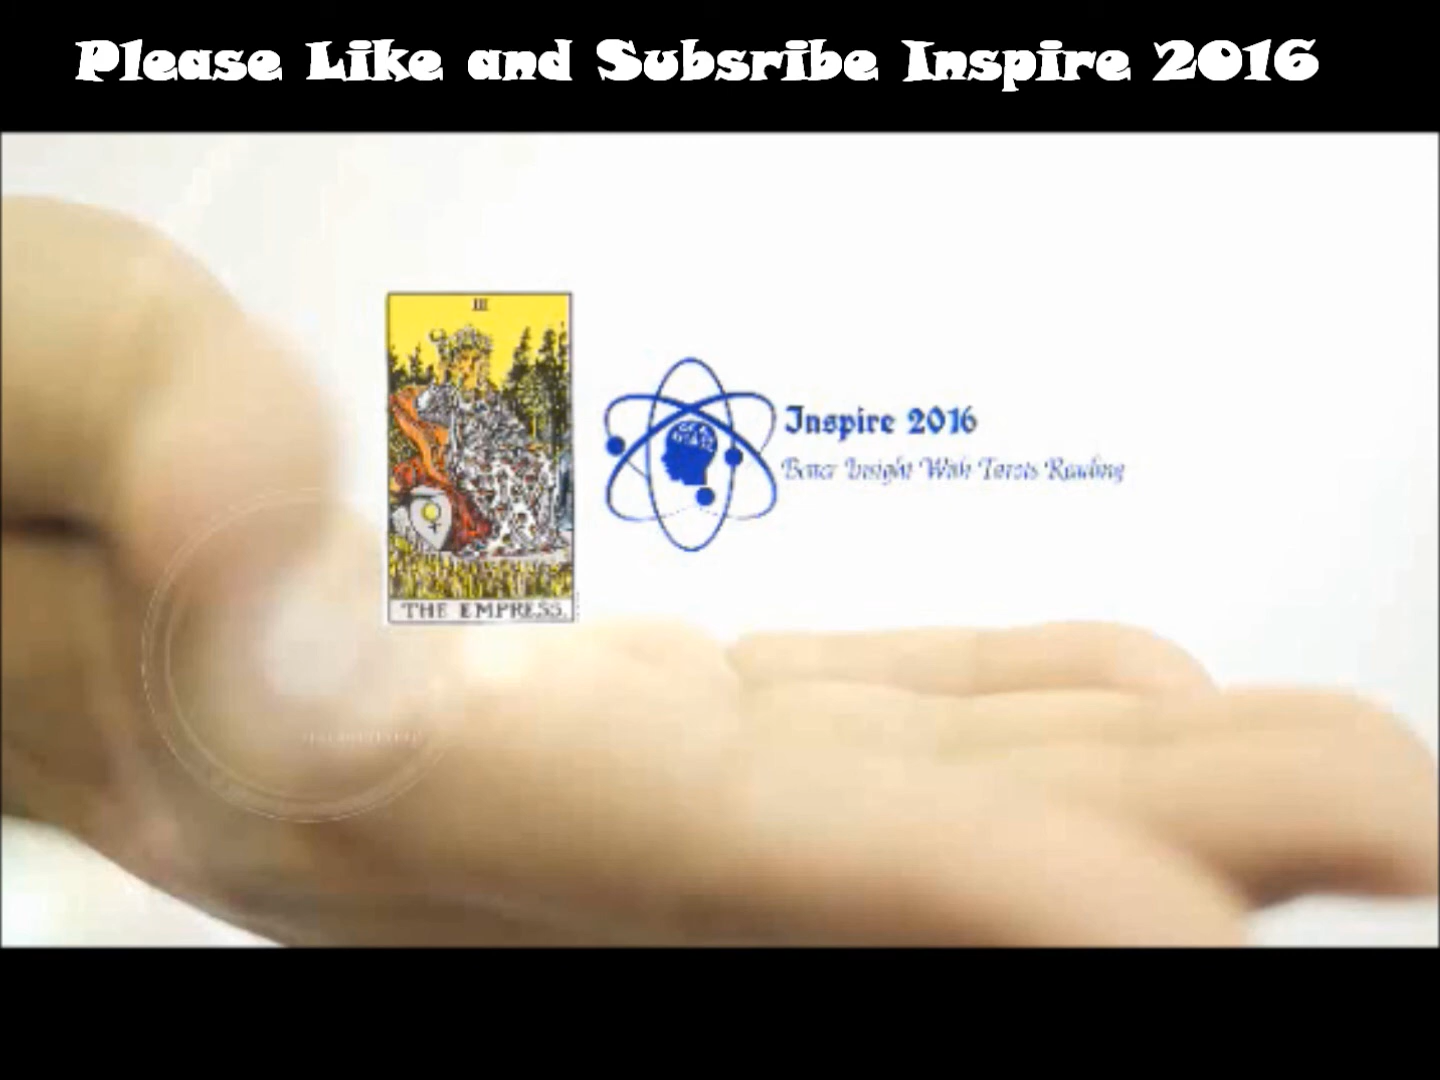 Please Like and Subsribe Inspire 2016
III
THE EMPRESS.
Inspire 2016
Better Insight With Tarots Reading